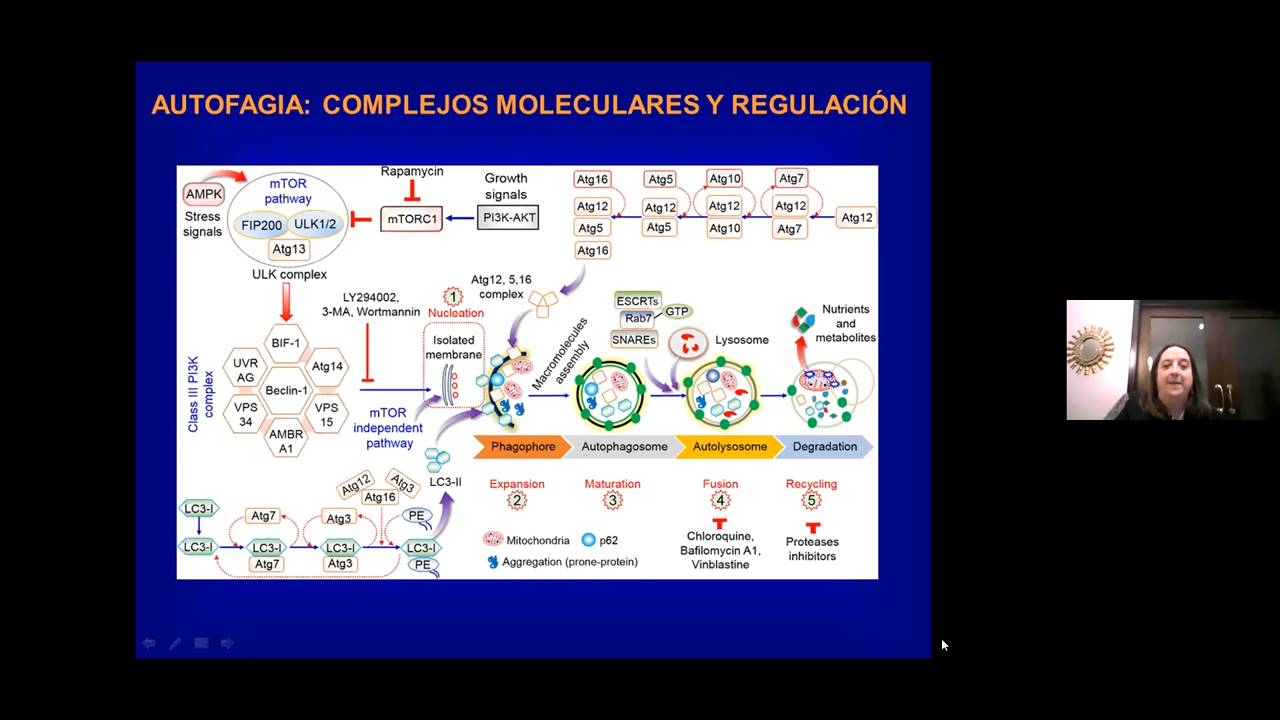 AUTOFAGIA: COMPLEJOS MOLECULARES Y REGULACIÓN
AMPK
Stress
signals
mTOR
pathway
FIP200
ULK1/2
Atg13
ULK complex
Rapamycin
mTORC1
Growth
signals
PI3K-AKT
Atg16
Atg5
Atg10
Atg7
Atg12
Atg5
Atg16
Atg12
Atg5
Atg12
Atg10
Atg12
Atg7
Atg12
Atg12, 5,16
complex
LY294002,
3-MA, Wortmannin
1
Nucleation
Isolated
membrane
Class III PI3K
complex
BIF-1
UVR
AG
Atg14
Beclin-1
VPS
34
VPS
15
AMBR
A1
mTOR
independent
pathway
Macromolecules
assembly
ESCRTs
Rab7
GTP
SNAREs
Lysosome
Nutrients
and
metabolites
Phagophore
Autophagosome
Autolysosome
Degradation
Expansion
2
Maturation
3
Fusion
4
Recycling
5
Chloroquine,
Bafilomycin A1,
Vinblastine
Proteases
inhibitors
Mitochondria
p62
Aggregation (prone-protein)
LC3-II
Atg12
Atg3
Atg16
LC3-I
Atg7
Atg3
PE
LC3-I
LC3-I
Atg7
LC3-I
Atg3
LC3-I
PE